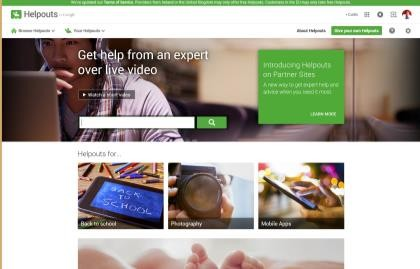 We've updated our Terms of Service. Providers from Ireland in the United Kingdom may only offer free Helpouts. Customers in the EU may only take free Helpouts.
Helpouts by Google
+Curtis
Browse Helpouts
Your Helpouts
About Helpouts
Give your own Helpouts
Get help from an expert
over live video
Watch a short video
Introducing Helpouts
on Partner Sites
A new way to get expert help and
advice when you need it most.
LEARN MORE
Helpouts for...
BACK
TO
SCHOOL
Back to school
Photography
Mobile Apps